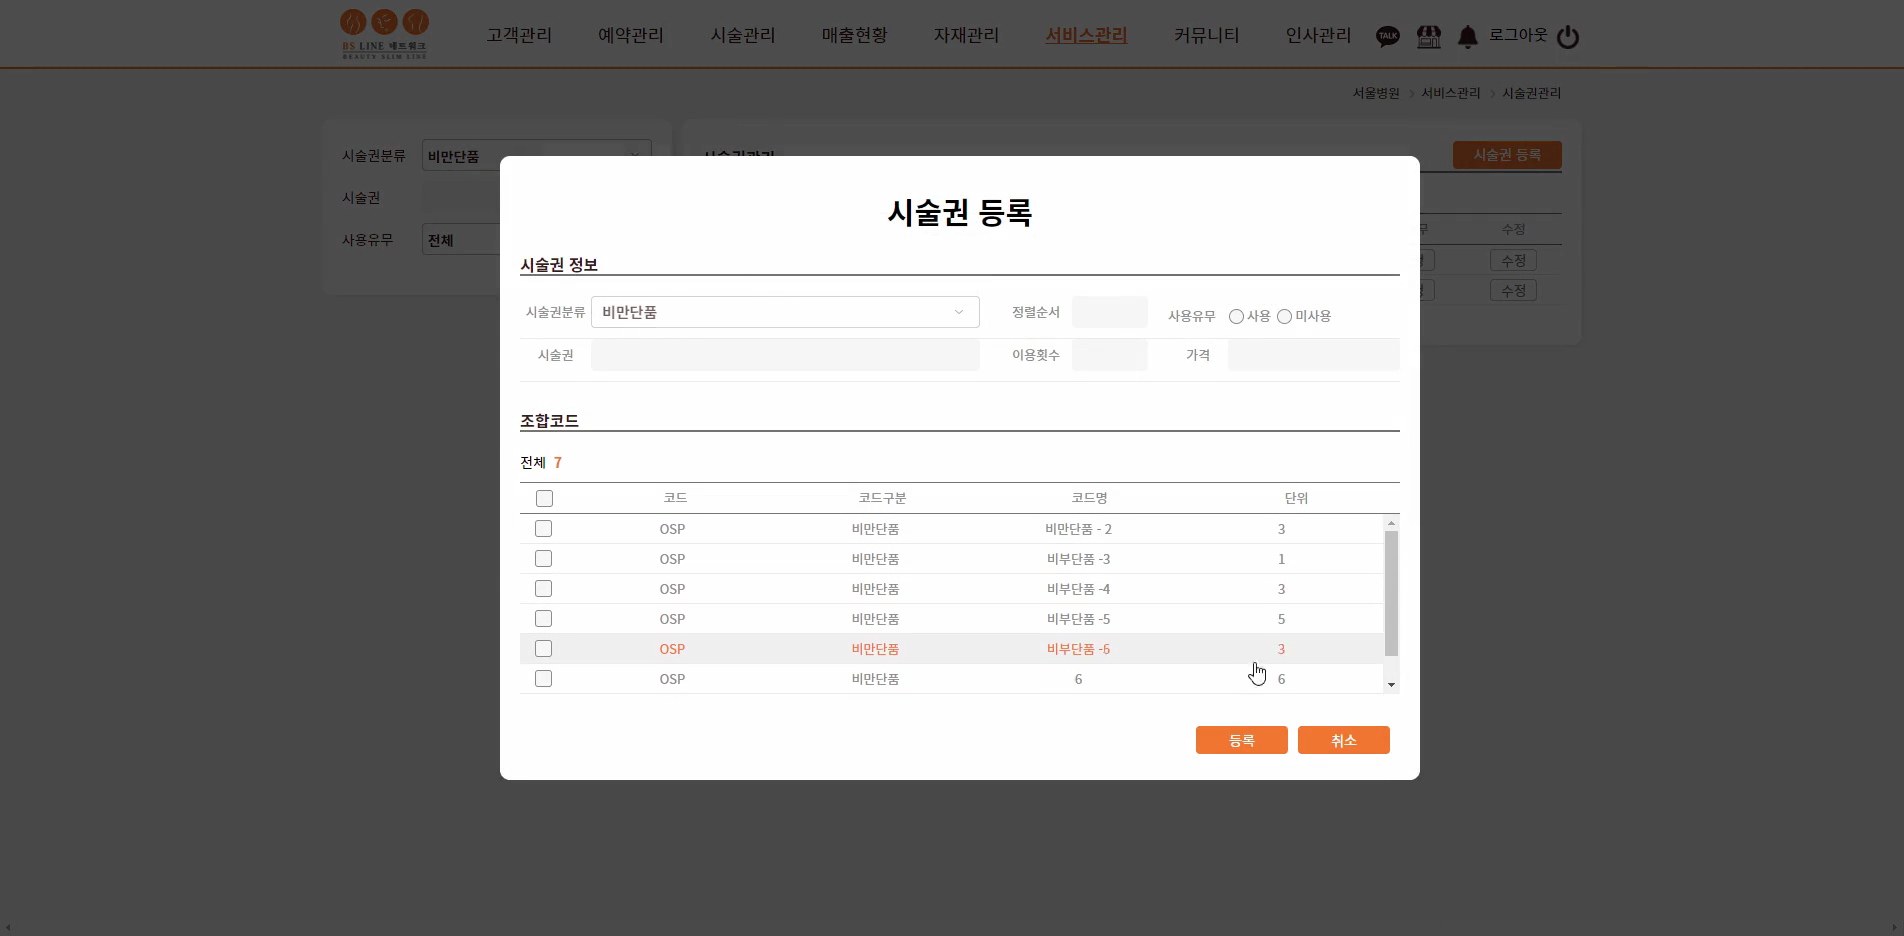 BS LINE 네트워크
BEAUTY SLIM LINE
고객관리 예약관리 시술관리 매출현황 자재관리 서비스관리 커뮤니티 인사관리 TALK 로그아웃
서울병원 > 서비스관리 > 시술권관리
시술권분류 비만단품
시술권
사용유무 전체
시술권관리
시술권 등록
수정
수정
수정
시술권 등록
시술권 정보
시술권분류 비만단품 정렬순서 사용유무 사용 미사용
시술권 이용횟수 가격
조합코드
전체 7
코드 코드구분 코드명 단위
OSP 비만단품 비만단품 - 2 3
OSP 비만단품 비부단품 -3 1
OSP 비만단품 비부단품 -4 3
OSP 비만단품 비부단품 -5 5
OSP 비만단품 비부단품 -6 3
OSP 비만단품 6 6
등록 취소